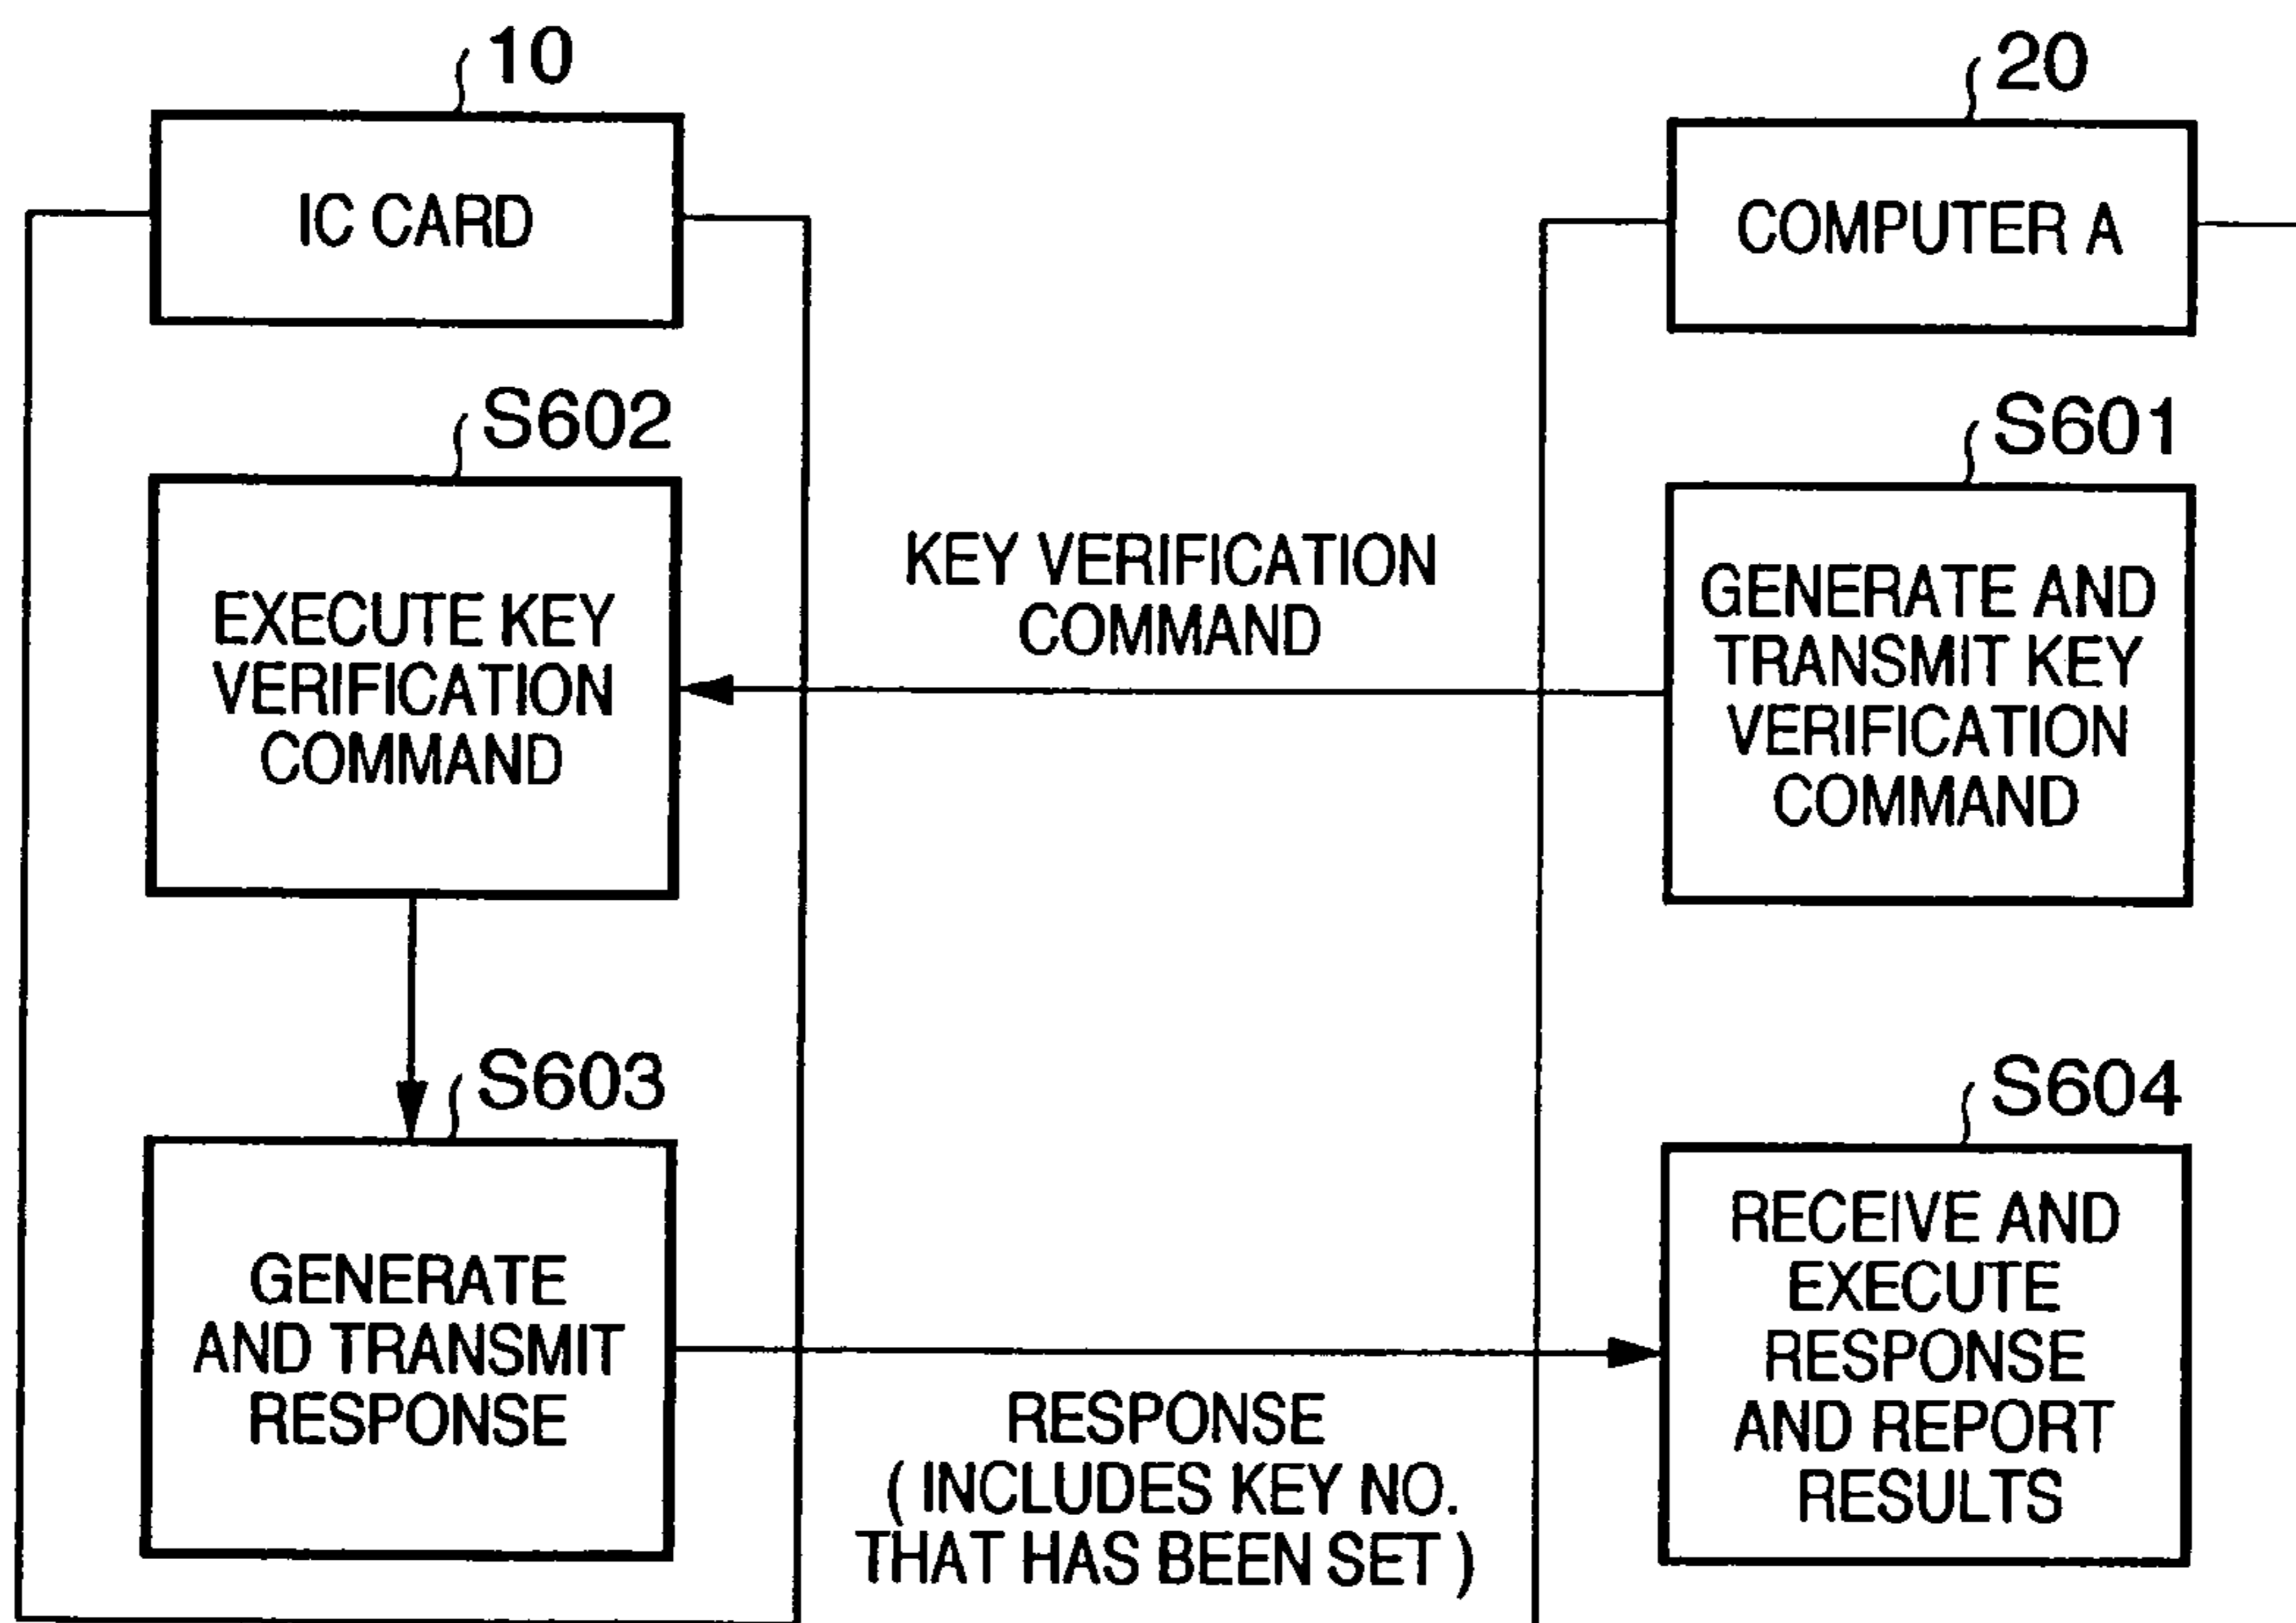 10
IC CARD
20
COMPUTER A
S602
EXECUTE KEY
VERIFICATION
COMMAND
KEY VERIFICATION
COMMAND
S601
GENERATE AND
TRANSMIT KEY
VERIFICATION
COMMAND
S603
GENERATE
AND TRANSMIT
RESPONSE
RESPONSE
( INCLUDES KEY NO.
THAT HAS BEEN SET )
S604
RECEIVE AND
EXECUTE
RESPONSE
AND REPORT
RESULTS